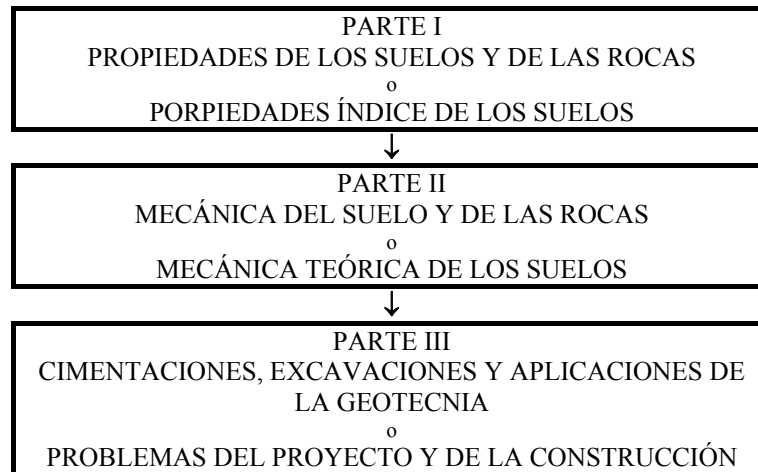 PARTE I
PROPIEDADES DE LOS SUELOS Y DE LAS ROCAS
o
PORPIEDADES ÍNDICE DE LOS SUELOS
↓
PARTE II
MECÁNICA DEL SUELO Y DE LAS ROCAS
o
MECÁNICA TEÓRICA DE LOS SUELOS
↓
PARTE III
CIMENTACIONES, EXCAVACIONES Y APLICACIONES DE
LA GEOTECNIA
o
PROBLEMAS DEL PROYECTO Y DE LA CONSTRUCCIÓN